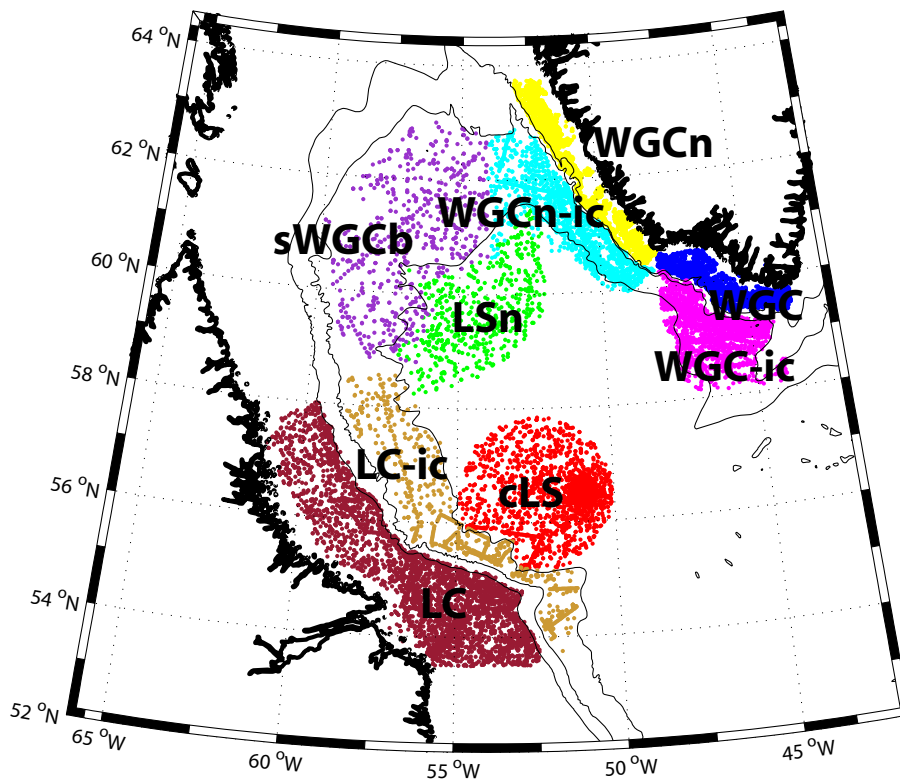 64 °N
WGCn
62 °N
WGCn-ic
sWGCb
60 °N
WGC
LSn
WGC-ic
58 °N
LC-ic
56 °N
cLS
54 °N
LC
52 °N
65 °W
60 °W
55 °W
50 °W
45 °W